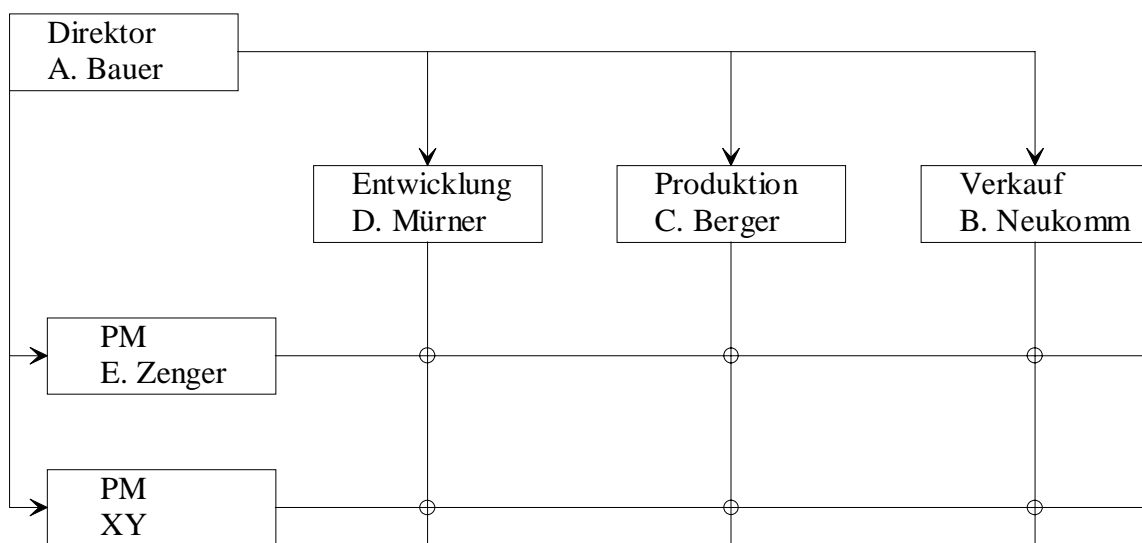 Direktor
A. Bauer
Entwicklung
D. Mürner
Produktion
C. Berger
Verkauf
B. Neukomm
PM
E. Zenger
PM
XY